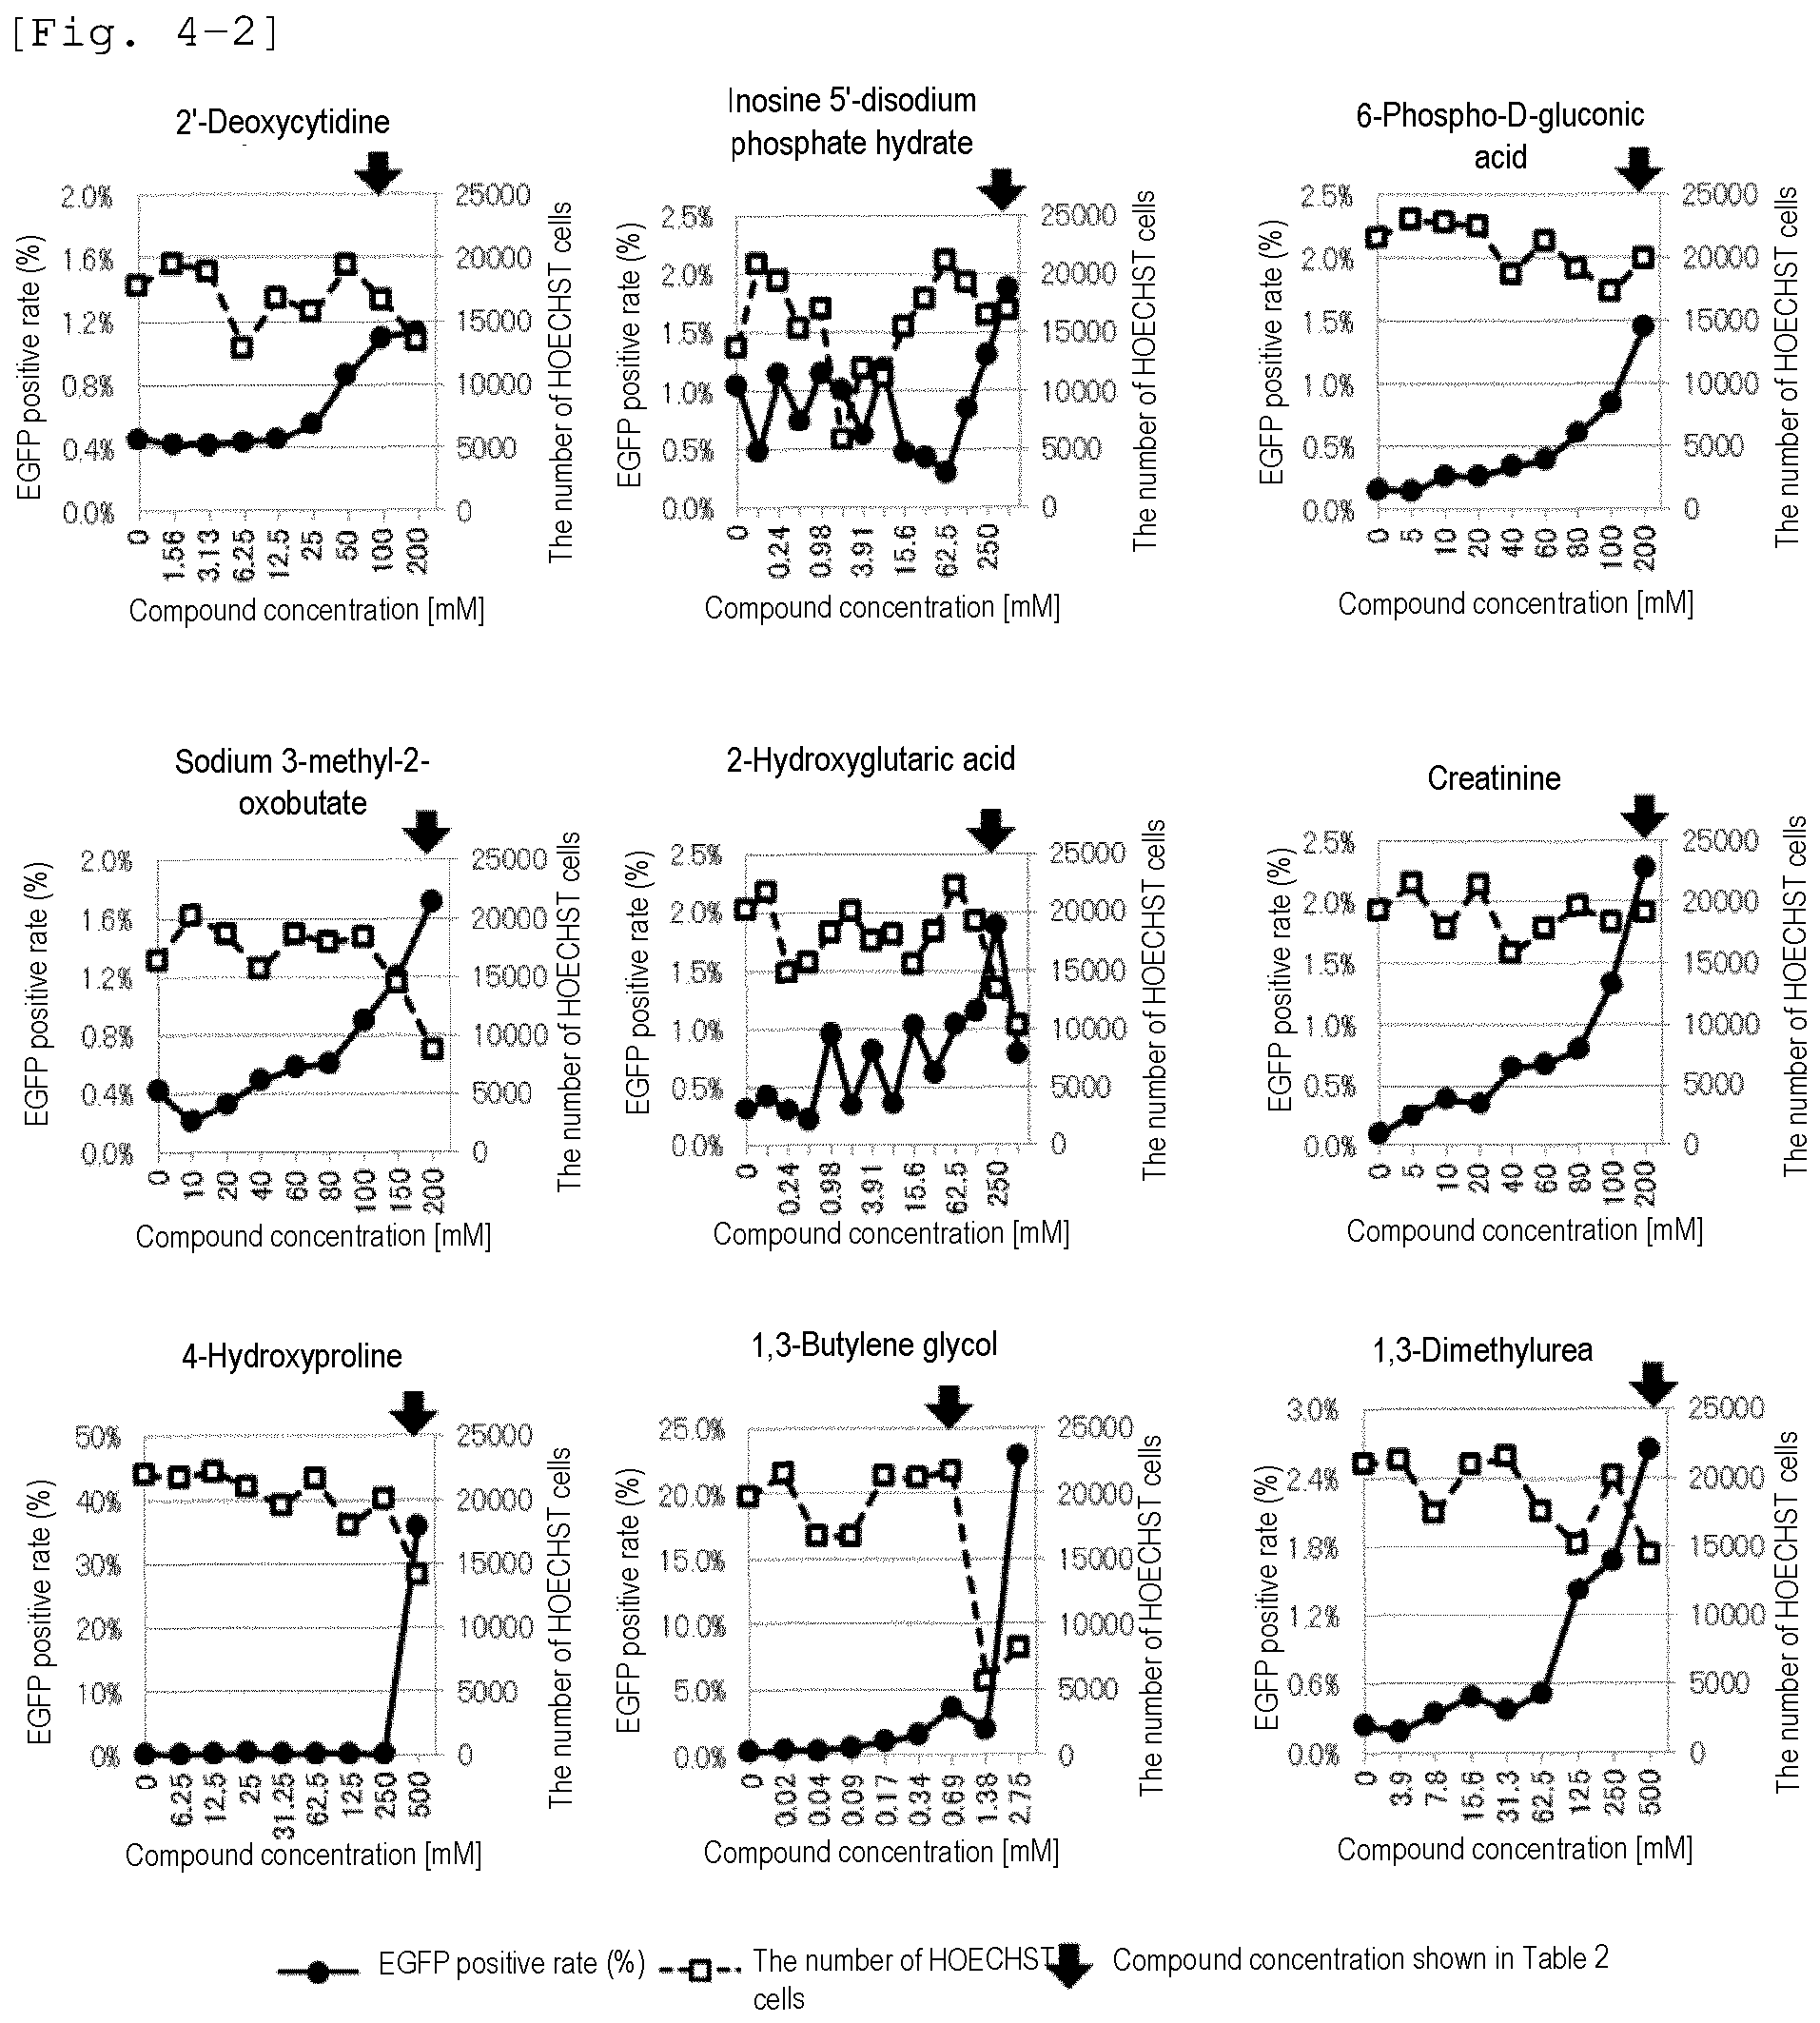 [Fig. 4-2]
2'-Deoxycytidine
EGFP positive rate (%)
2.0%
1.6%
1.2%
0.8%
0.4%
0.0%
25000
20000
15000
10000
5000
0
The number of HOECHST cells
0 1.56 3.13 6.25 12.5 25 50 100 200
Compound concentration [mM]
Inosine 5'-disodium
phosphate hydrate
EGFP positive rate (%)
2.5%
2.0%
1.5%
1.0%
0.5%
0.0%
25000
20000
15000
10000
5000
0
The number of HOECHST cells
0 0.24 0.98 3.91 15.6 62.5 250
Compound concentration [mM]
6-Phospho-D-gluconic
acid
EGFP positive rate (%)
2.5%
2.0%
1.5%
1.0%
0.5%
0.0%
25000
20000
15000
10000
5000
0
The number of HOECHST cells
0 5 10 20 40 60 80 100 200
Compound concentration [mM]
Sodium 3-methyl-2-
oxobutate
EGFP positive rate (%)
2.0%
1.6%
1.2%
0.8%
0.4%
0.0%
25000
20000
15000
10000
5000
0
The number of HOECHST cells
0 10 20 40 60 80 100 150 200
Compound concentration [mM]
2-Hydroxyglutaric acid
EGFP positive rate (%)
2.5%
2.0%
1.5%
1.0%
0.5%
0.0%
25000
20000
15000
10000
5000
0
The number of HOECHST cells
0 0.24 0.98 3.91 15.6 62.5 250
Compound concentration [mM]
Creatinine
EGFP positive rate (%)
2.5%
2.0%
1.5%
1.0%
0.5%
0.0%
25000
20000
15000
10000
5000
0
The number of HOECHST cells
0 5 10 20 40 60 80 100 200
Compound concentration [mM]
4-Hydroxyproline
EGFP positive rate (%)
50%
40%
30%
20%
10%
0%
25000
20000
15000
10000
5000
0
The number of HOECHST cells
0 6.25 12.5 25 31.25 62.5 125 250 500
Compound concentration [mM]
1,3-Butylene glycol
EGFP positive rate (%)
25.0%
20.0%
15.0%
10.0%
5.0%
0.0%
25000
20000
15000
10000
5000
0
The number of HOECHST cells
0 0.02 0.04 0.09 0.17 0.34 0.69 1.38 2.75
Compound concentration [mM]
1,3-Dimethylurea
EGFP positive rate (%)
3.0%
2.4%
1.8%
1.2%
0.6%
0.0%
25000
20000
15000
10000
5000
0
The number of HOECHST cells
0 3.9 7.8 15.6 31.3 62.5 125 250 500
Compound concentration [mM]
EGFP positive rate (%)
The number of HOECHST
cells
Compound concentration shown in Table 2